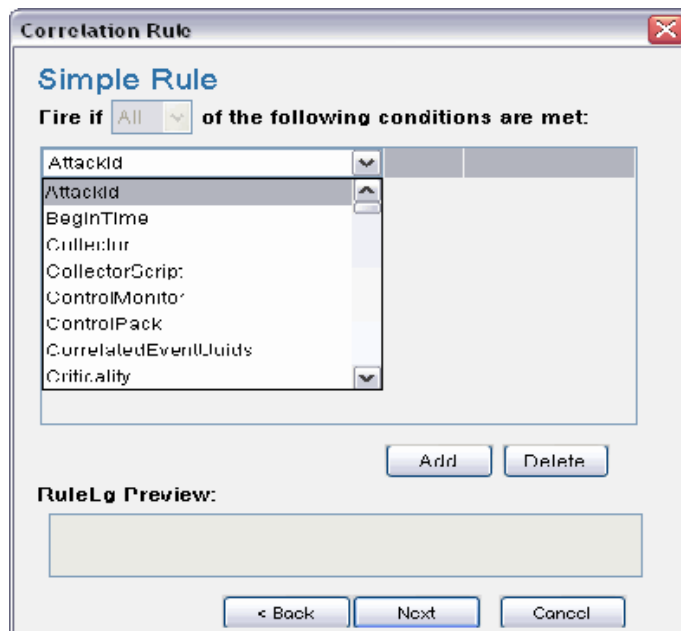 Correlation Rule
Simple Rule
Fire if All of the following conditions are met:
AttackId
AttackId
BeginTime
Collector
CollectorScript
ControlMonitor
ControlPack
CorrelatedEventUuids
Criticality
Add Delete
RuleLg Preview:
< Back Next Cancel